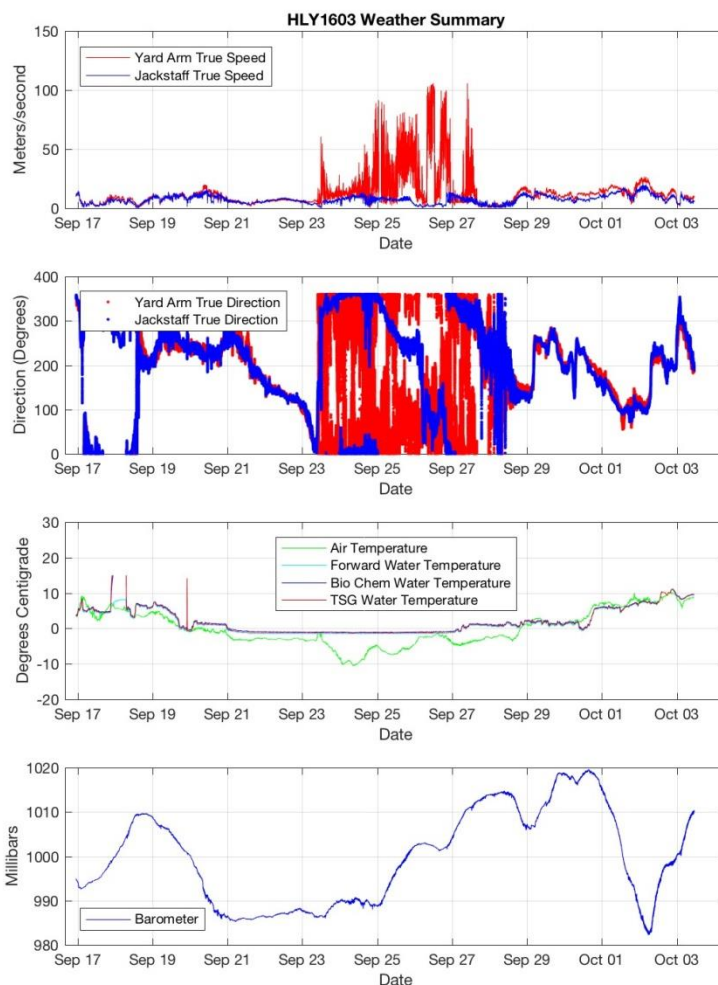 HLY1603 Weather Summary
150
100
50
0
Meters/second
Yard Arm True Speed
Jackstaff True Speed
Sep 17 Sep 19 Sep 21 Sep 23 Sep 25 Sep 27 Sep 29 Oct 01 Oct 03
Date
400
300
200
100
0
Direction (Degrees)
Yard Arm True Direction
Jackstaff True Direction
Sep 17 Sep 19 Sep 21 Sep 23 Sep 25 Sep 27 Sep 29 Oct 01 Oct 03
Date
30
20
10
0
-10
-20
Degrees Centigrade
Air Temperature
Forward Water Temperature
Bio Chem Water Temperature
TSG Water Temperature
Sep 17 Sep 19 Sep 21 Sep 23 Sep 25 Sep 27 Sep 29 Oct 01 Oct 03
Date
1020
1010
1000
990
980
Millibars
Barometer
Sep 17 Sep 19 Sep 21 Sep 23 Sep 25 Sep 27 Sep 29 Oct 01 Oct 03
Date